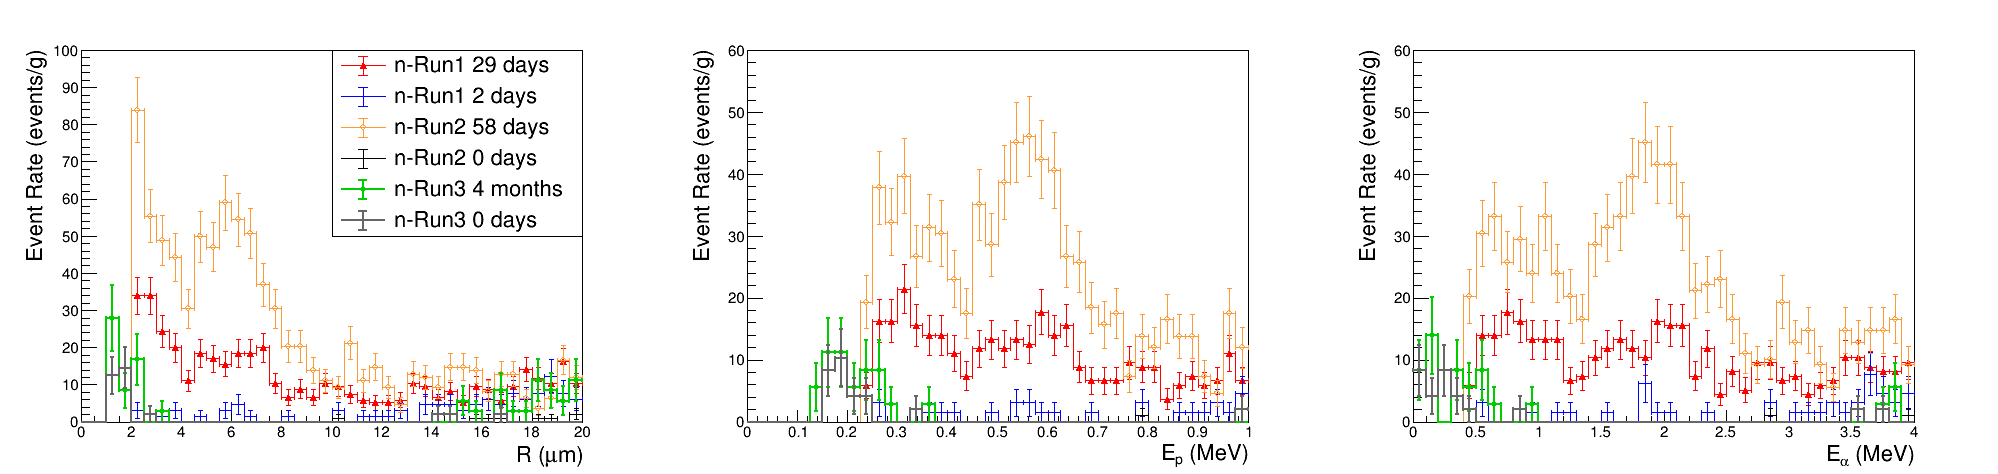 Event Rate (events/g)
100
90
80
70
60
50
40
30
20
10
0
0 2 4 6 8 10 12 14 16 18 20
R (μm)
n-Run1 29 days
n-Run1 2 days
n-Run2 58 days
n-Run2 0 days
n-Run3 4 months
n-Run3 0 days
Event Rate (events/g)
60
50
40
30
20
10
0
0 0.1 0.2 0.3 0.4 0.5 0.6 0.7 0.8 0.9 1
Ep (MeV)
Event Rate (events/g)
60
50
40
30
20
10
0
0 0.5 1 1.5 2 2.5 3 3.5 4
Eα (MeV)